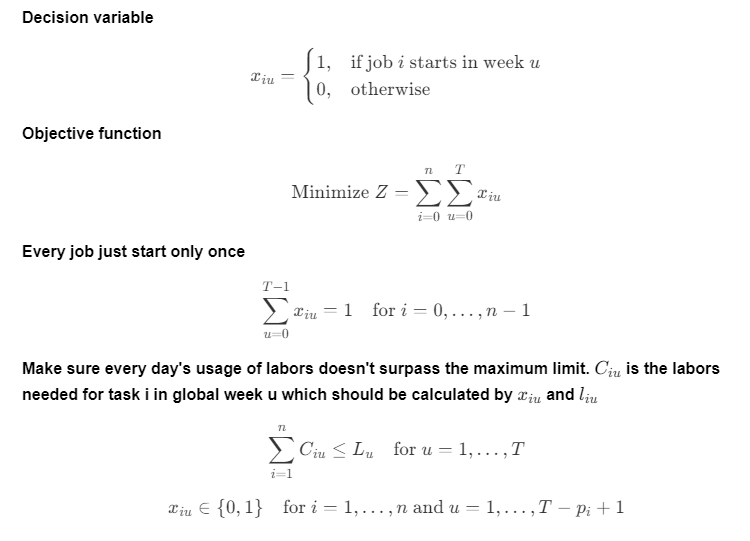 Decision variable
x_{iu} = \begin{cases} 1, & \text{if job } i \text{ starts in week } u \\ 0, & \text{otherwise} \end{cases}
Objective function
\text{Minimize } Z = \sum_{i=0}^{n} \sum_{u=0}^{T} x_{iu}
Every job just start only once
\sum_{u=0}^{T-1} x_{iu} = 1 \quad \text{for } i = 0, \ldots, n-1
Make sure every day's usage of labors doesn't surpass the maximum limit. C_{iu} is the labors
needed for task i in global week u which should be calculated by x_{iu} and l_{iu}
\sum_{i=1}^{n} C_{iu} \leq L_u \quad \text{for } u = 1, \ldots, T
x_{iu} \in \{0, 1\} \quad \text{for } i = 1, \ldots, n \text{ and } u = 1, \ldots, T - p_i + 1